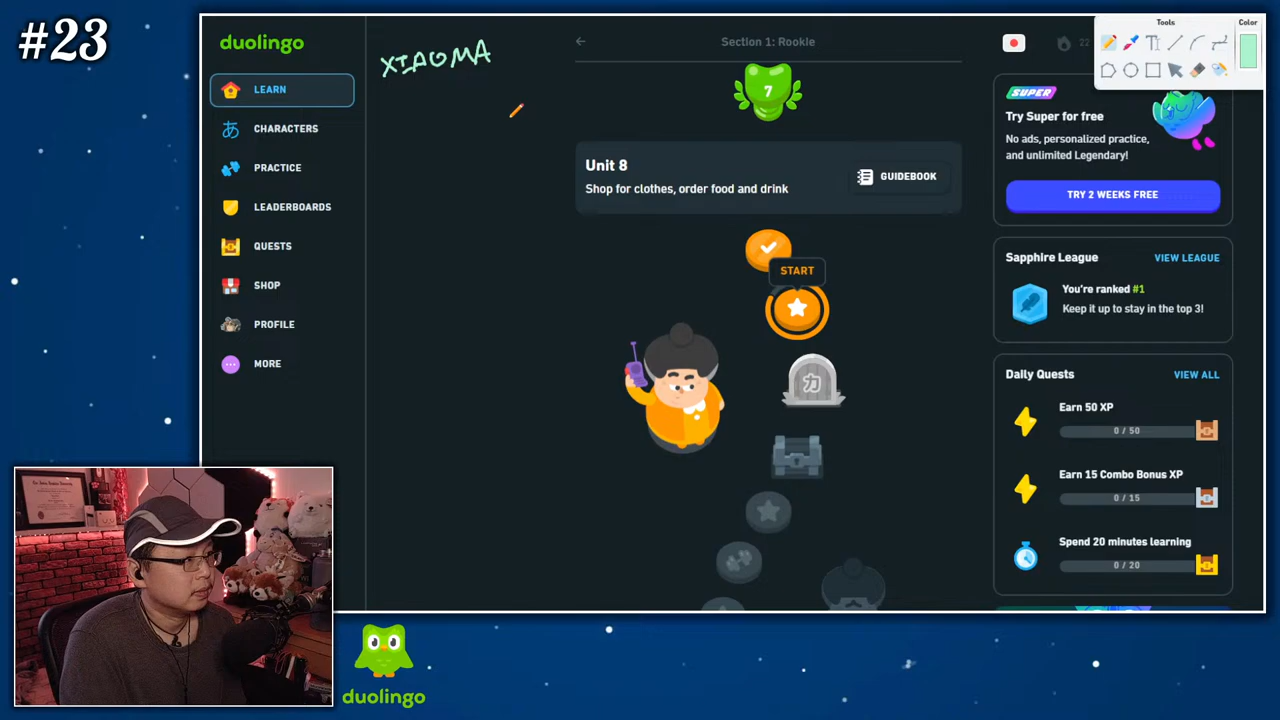 #23
duolingo
LEARN
あ
CHARACTERS
PRACTICE
LEADERBOARDS
QUESTS
SHOP
PROFILE
MORE
XIAOMA
Section 1: Rookie
7
Unit 8
Shop for clothes, order food and drink
GUIDEBOOK
START
カ
22
Tools
Color
SUPER
Try Super for free
No ads, personalized practice,
and unlimited Legendary!
TRY 2 WEEKS FREE
Sapphire League
VIEW LEAGUE
You're ranked #1
Keep it up to stay in the top 3!
Daily Quests
VIEW ALL
Earn 50 XP
0 / 50
Earn 15 Combo Bonus XP
0 / 15
Spend 20 minutes learning
0 / 20
duolingo